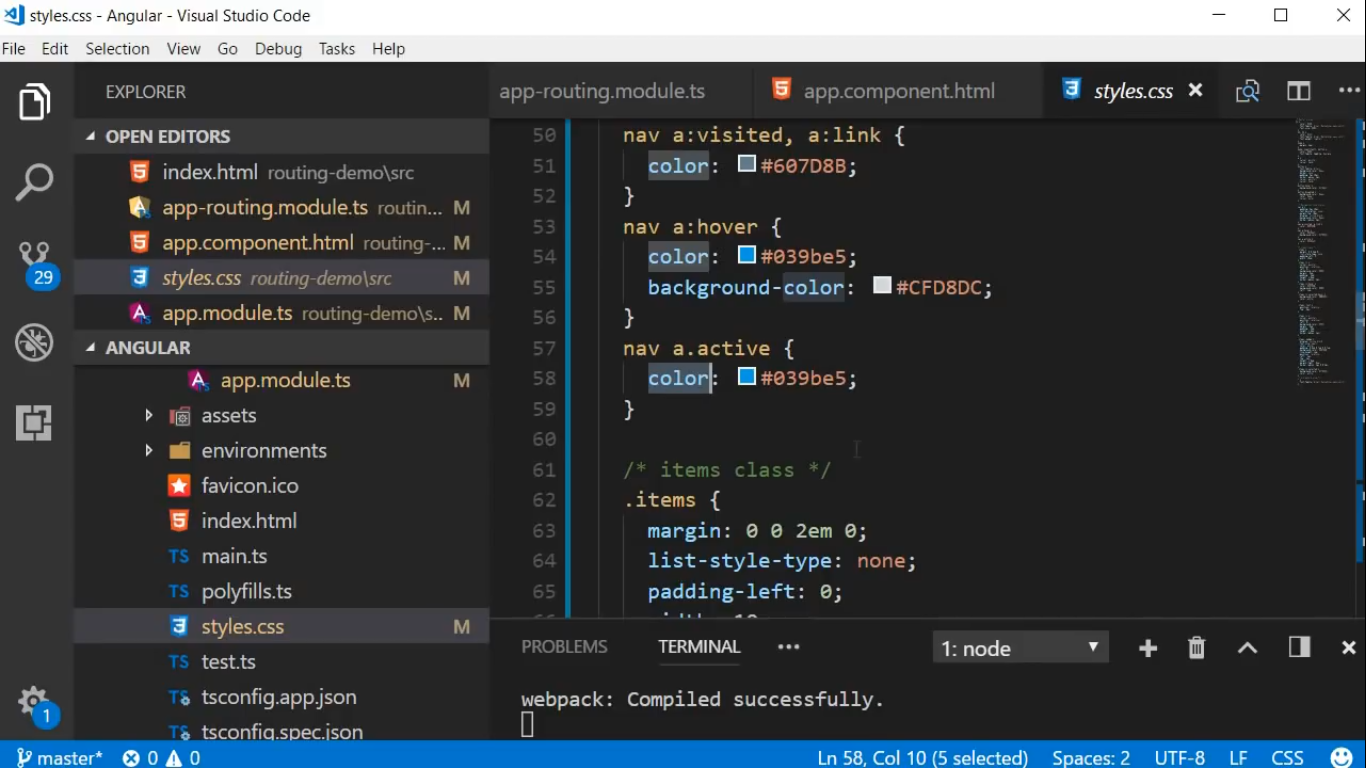 styles.css - Angular - Visual Studio Code
File Edit Selection View Go Debug Tasks Help
EXPLORER
OPEN EDITORS
index.html routing-demo\src
app-routing.module.ts routin... M
app.component.html routing-... M
styles.css routing-demo\src M
app.module.ts routing-demo\s.. M
ANGULAR
app.module.ts M
assets
environments
favicon.ico
index.html
TS main.ts
TS polyfills.ts
styles.css M
TS test.ts
TS tsconfig.app.json
TS tsconfig.spec.json
29
1
app-routing.module.ts app.component.html styles.css
50 nav a:visited, a:link {
51 color: #607D8B;
52 }
53 nav a:hover {
54 color: #039be5;
55 background-color: #CFD8DC;
56 }
57 nav a.active {
58 color: #039be5;
59 }
60
61 /* items class */
62 .items {
63 margin: 0 0 2em 0;
64 list-style-type: none;
65 padding-left: 0;
PROBLEMS TERMINAL ••• 1: node
webpack: Compiled successfully.
master* 0 0 Ln 58, Col 10 (5 selected) Spaces: 2 UTF-8 LF CSS